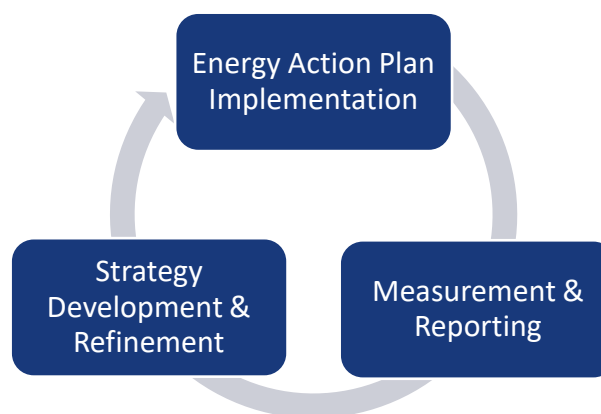 Energy Action Plan
Implementation
Strategy
Development &
Refinement
Measurement &
Reporting